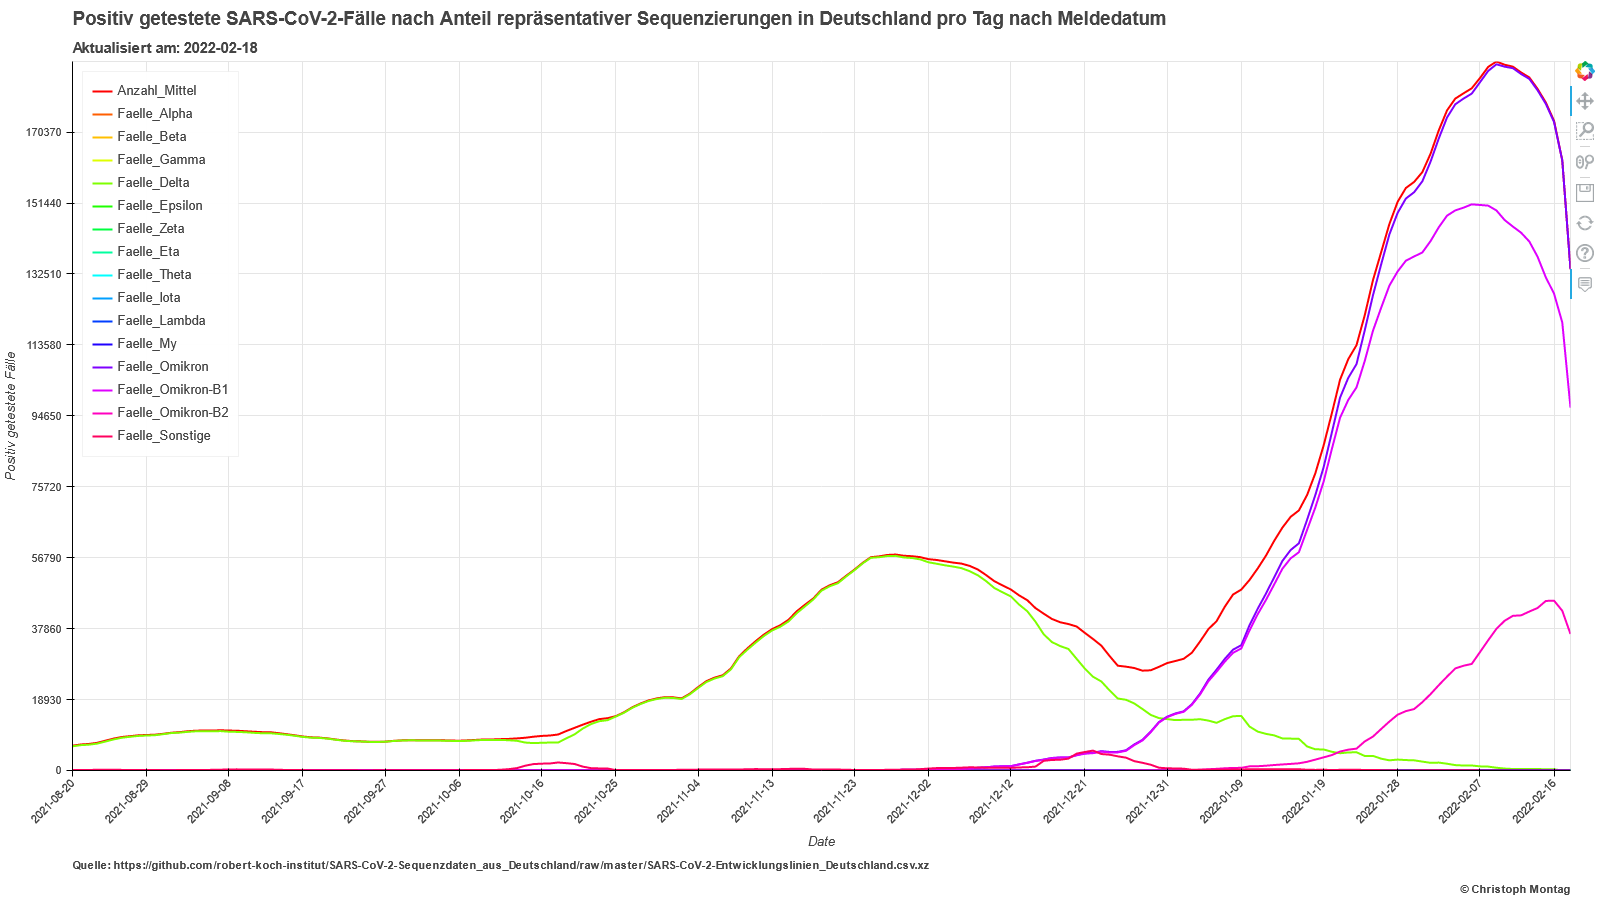 Positiv getestete SARS-CoV-2-Fälle nach Anteil repräsentativer Sequenzierungen in Deutschland pro Tag nach Meldedatum
Aktualisiert am: 2022-02-18
Anzahl_Mittel
Faelle_Alpha
Faelle_Beta
Faelle_Gamma
Faelle_Delta
Faelle_Epsilon
Faelle_Zeta
Faelle_Eta
Faelle_Theta
Faelle_Iota
Faelle_Lambda
Faelle_My
Faelle_Omikron
Faelle_Omikron-B1
Faelle_Omikron-B2
Faelle_Sonstige
Positiv getestete Fälle
170370
151440
132510
113580
94650
75720
56790
37860
18930
0
2021-08-20
2021-08-29
2021-09-08
2021-09-17
2021-09-27
2021-10-06
2021-10-16
2021-10-25
2021-11-04
2021-11-13
2021-11-23
2021-12-02
2021-12-12
2021-12-21
2021-12-31
2022-01-09
2022-01-19
2022-01-28
2022-02-07
2022-02-16
Date
Quelle: https://github.com/robert-koch-institut/SARS-CoV-2-Sequenzdaten_aus_Deutschland/raw/master/SARS-CoV-2-Entwicklungslinien_Deutschland.csv.xz
© Christoph Montag